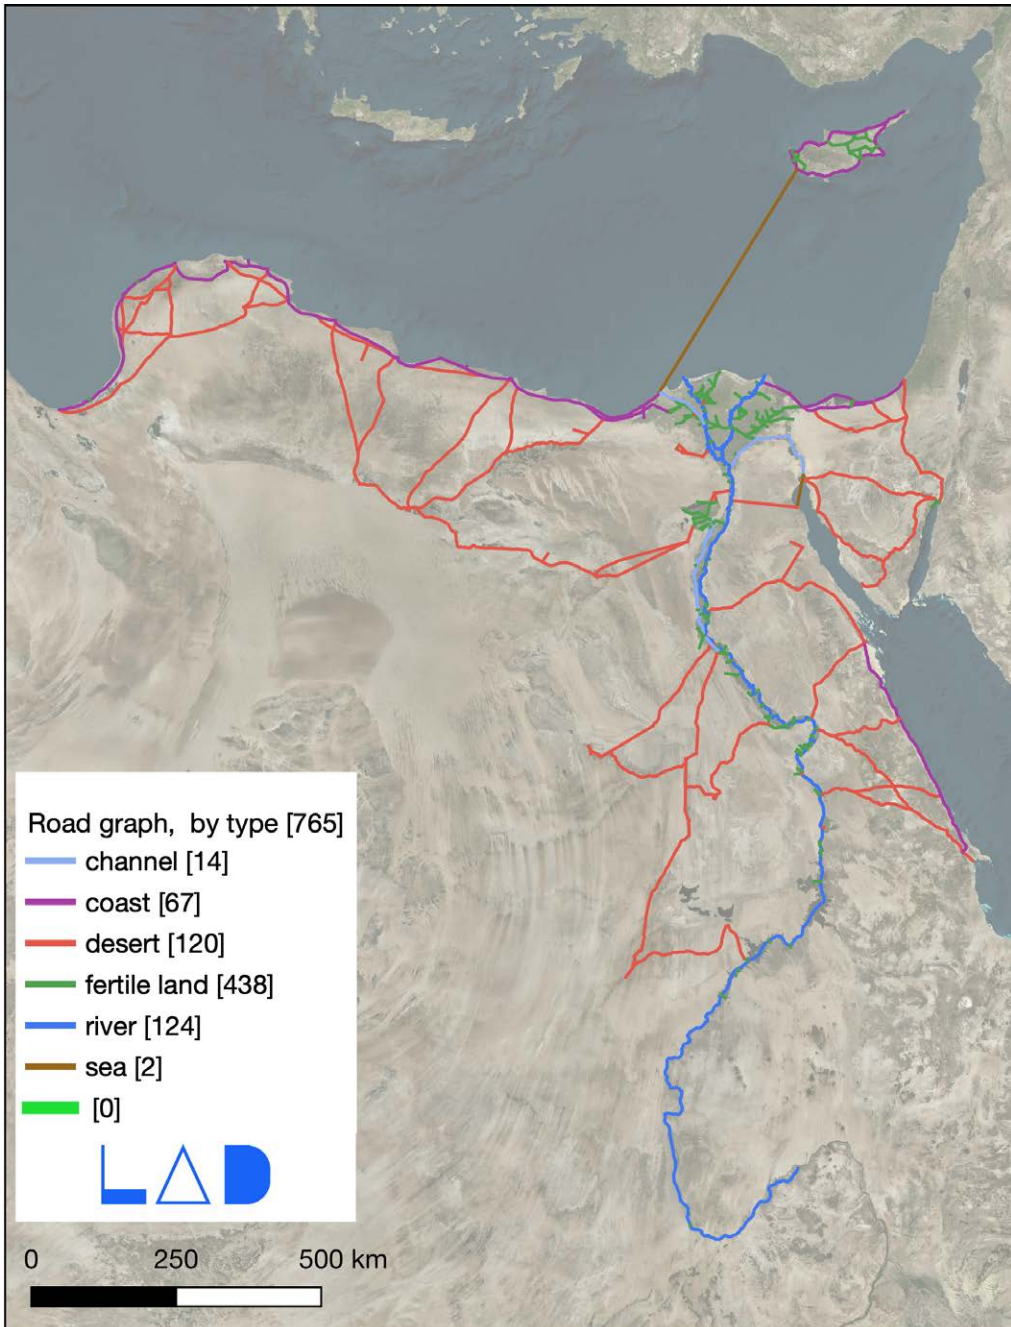 Road graph, by type [765]
channel [14]
coast [67]
desert [120]
fertile land [438]
river [124]
sea [2]
[0]
LAD
0 250 500 km